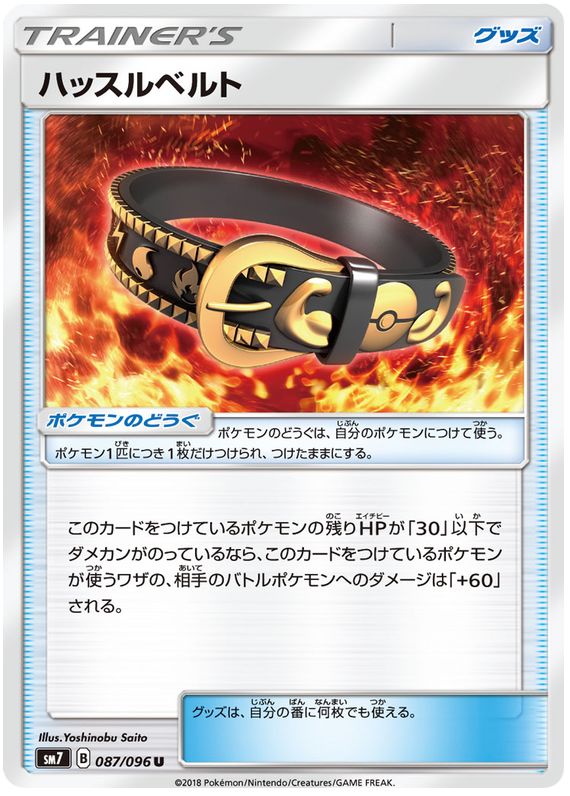 TRAINER'S グッズ
ハッスルベルト
ポケモンのどうぐ
ポケモンのどうぐは、自分のポケモンにつけて使う。
ポケモン1匹につき1枚だけつけられ、つけたままにする。
このカードをつけているポケモンの残りHPが「30」以下で
ダメカンがのっているなら、このカードをつけているポケモン
が使うワザの、相手のバトルポケモンへのダメージは「+60」
される。
グッズは、自分の番に何枚でも使える。
Illus.Yoshinobu Saito
SM7 B 087/096 U
©2018 Pokémon/Nintendo/Creatures/GAME FREAK.